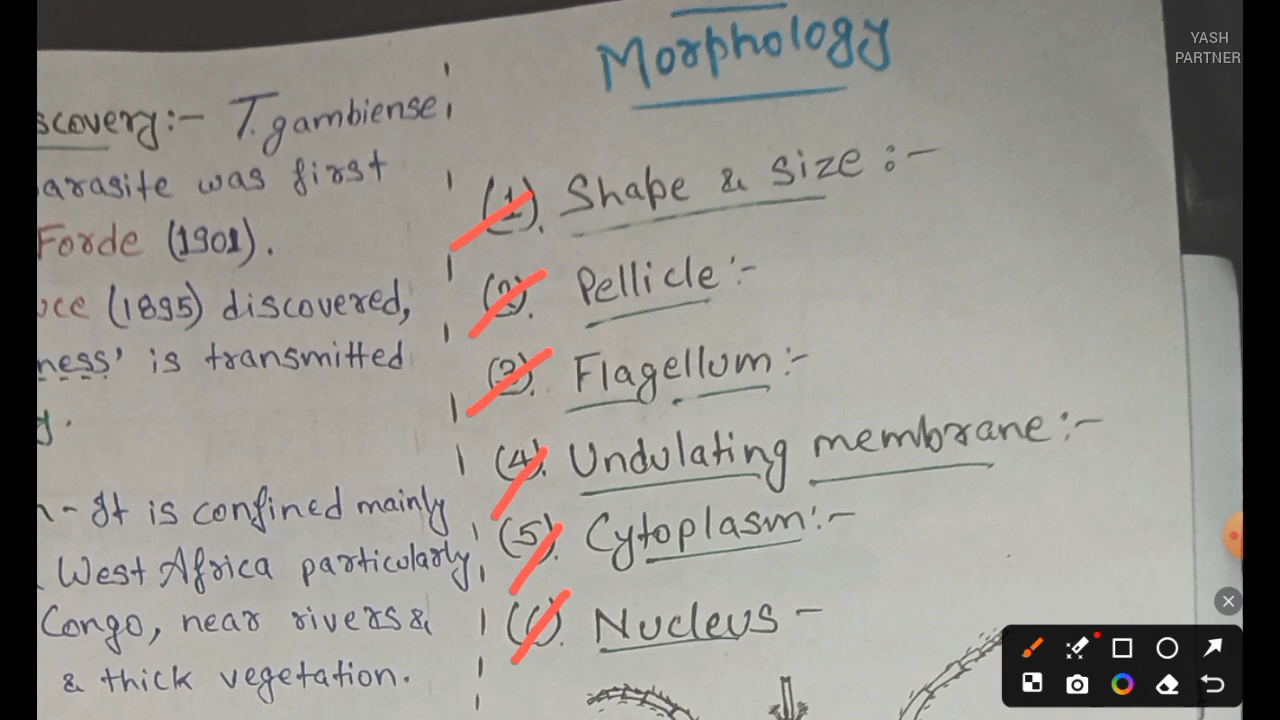 scovery:- T. gambiense
arasite was first
Forde (1901).
uce (1895) discovered,
ness' is transmitted
y.
n - It is confined mainly
West Africa particularly
Congo, near rivers &
& thick vegetation.
Morphology
(1). Shape & size :-
(2). Pellicle :-
(3). Flagellum :-
(4). Undulating membrane :-
(5). Cytoplasm :-
(6). Nucleus -
YASH
PARTNER